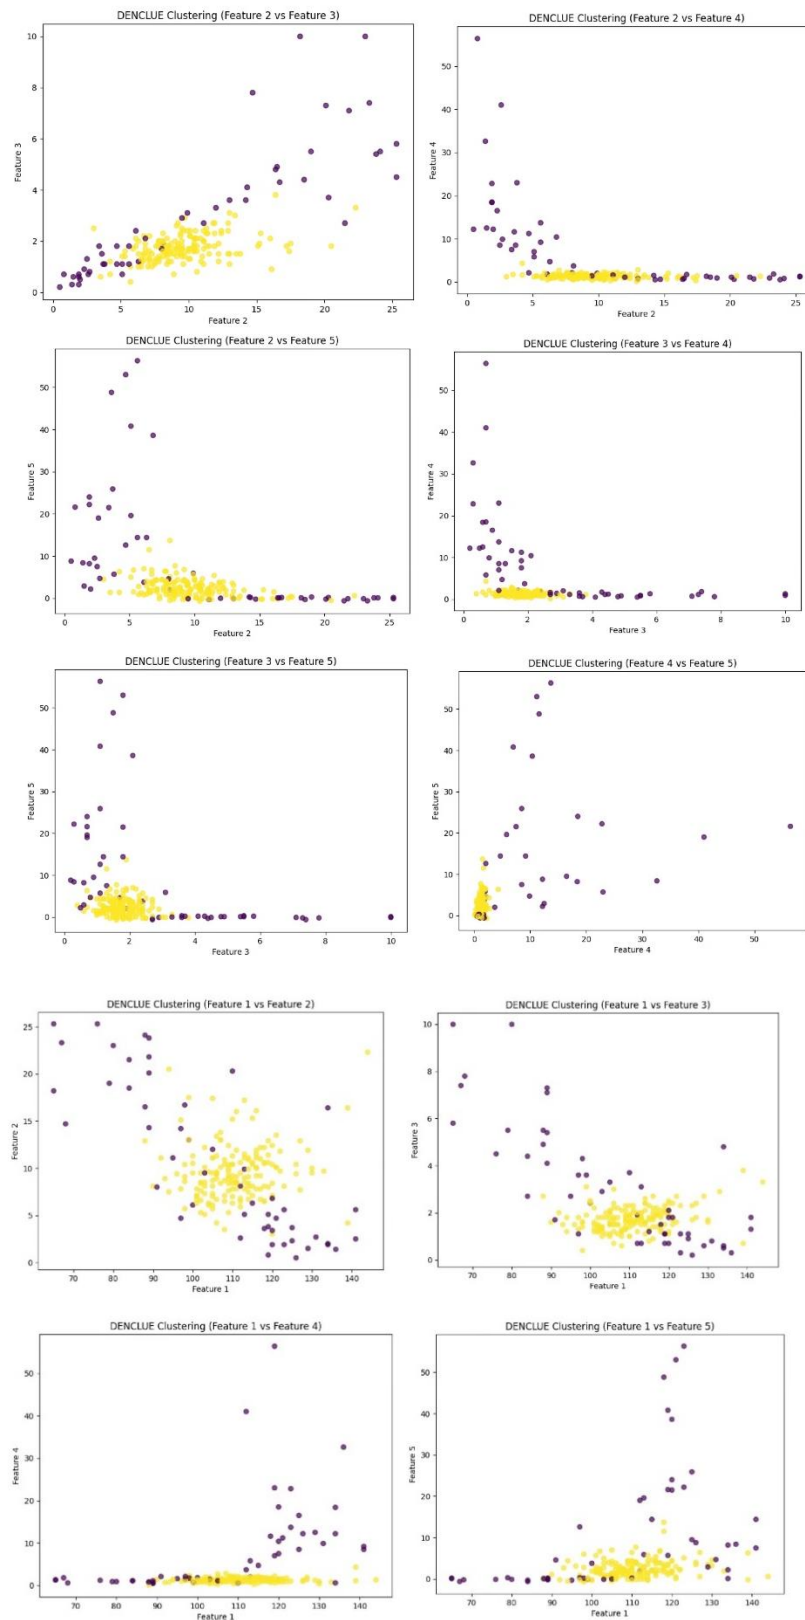 DENCLUE Clustering (Feature 2 vs Feature 3)
10
8
6
4
2
0
Feature 3
0 5 10 15 20 25
Feature 2
DENCLUE Clustering (Feature 2 vs Feature 4)
50
40
30
20
10
0
Feature 4
0 5 10 15 20 25
Feature 2
DENCLUE Clustering (Feature 2 vs Feature 5)
50
40
30
20
10
0
Feature 5
0 5 10 15 20 25
Feature 2
DENCLUE Clustering (Feature 3 vs Feature 4)
50
40
30
20
10
0
Feature 4
0 2 4 6 8 10
Feature 3
DENCLUE Clustering (Feature 3 vs Feature 5)
50
40
30
20
10
0
Feature 5
0 2 4 6 8 10
Feature 3
DENCLUE Clustering (Feature 4 vs Feature 5)
50
40
30
20
10
0
Feature 5
0 10 20 30 40 50
Feature 4
DENCLUE Clustering (Feature 1 vs Feature 2)
25
20
15
10
5
0
Feature 2
70 80 90 100 110 120 130 140
Feature 1
DENCLUE Clustering (Feature 1 vs Feature 3)
10
8
6
4
2
0
Feature 3
70 80 90 100 110 120 130 140
Feature 1
DENCLUE Clustering (Feature 1 vs Feature 4)
50
40
30
20
10
0
Feature 4
70 80 90 100 110 120 130 140
Feature 1
DENCLUE Clustering (Feature 1 vs Feature 5)
50
40
30
20
10
0
Feature 5
70 80 90 100 110 120 130 140
Feature 1